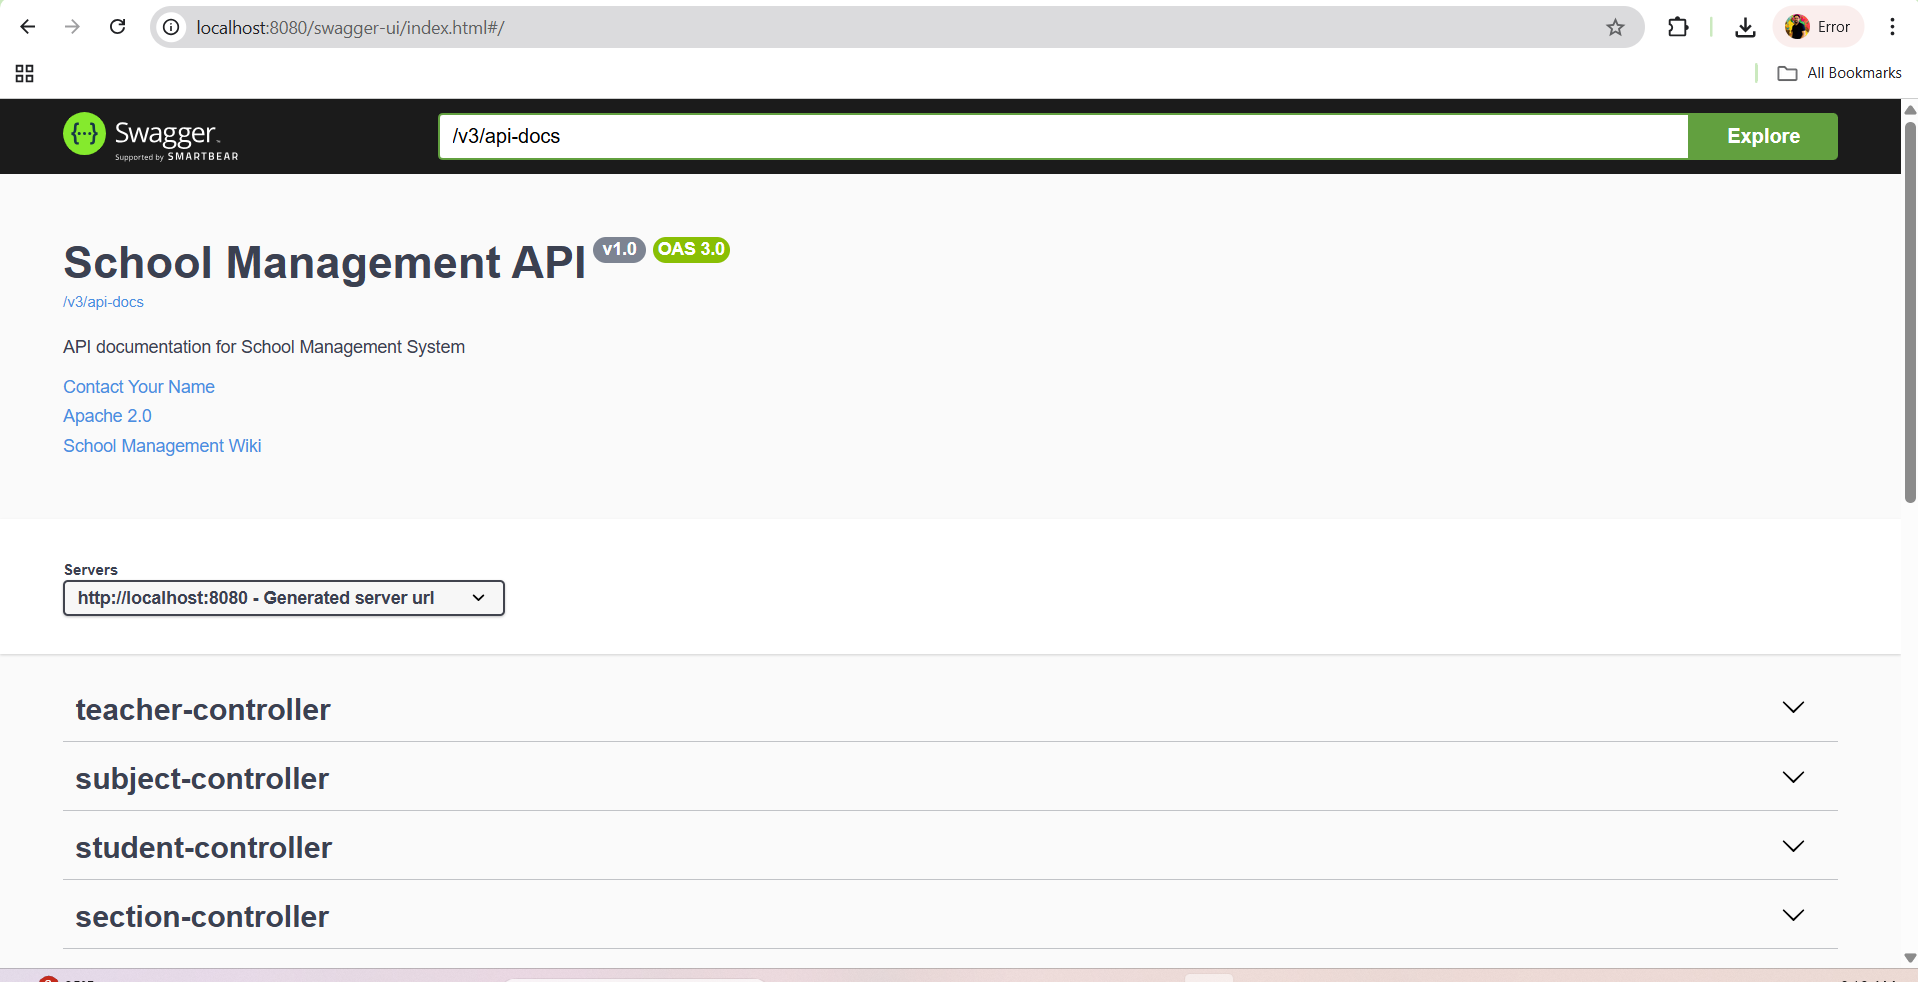 localhost:8080/swagger-ui/index.html#/
Error
All Bookmarks
{···} Swagger
Supported by SMARTBEAR
/v3/api-docs
Explore
School Management API v1.0 OAS 3.0
/v3/api-docs
API documentation for School Management System
Contact Your Name
Apache 2.0
School Management Wiki
Servers
http://localhost:8080 - Generated server url
teacher-controller
subject-controller
student-controller
section-controller